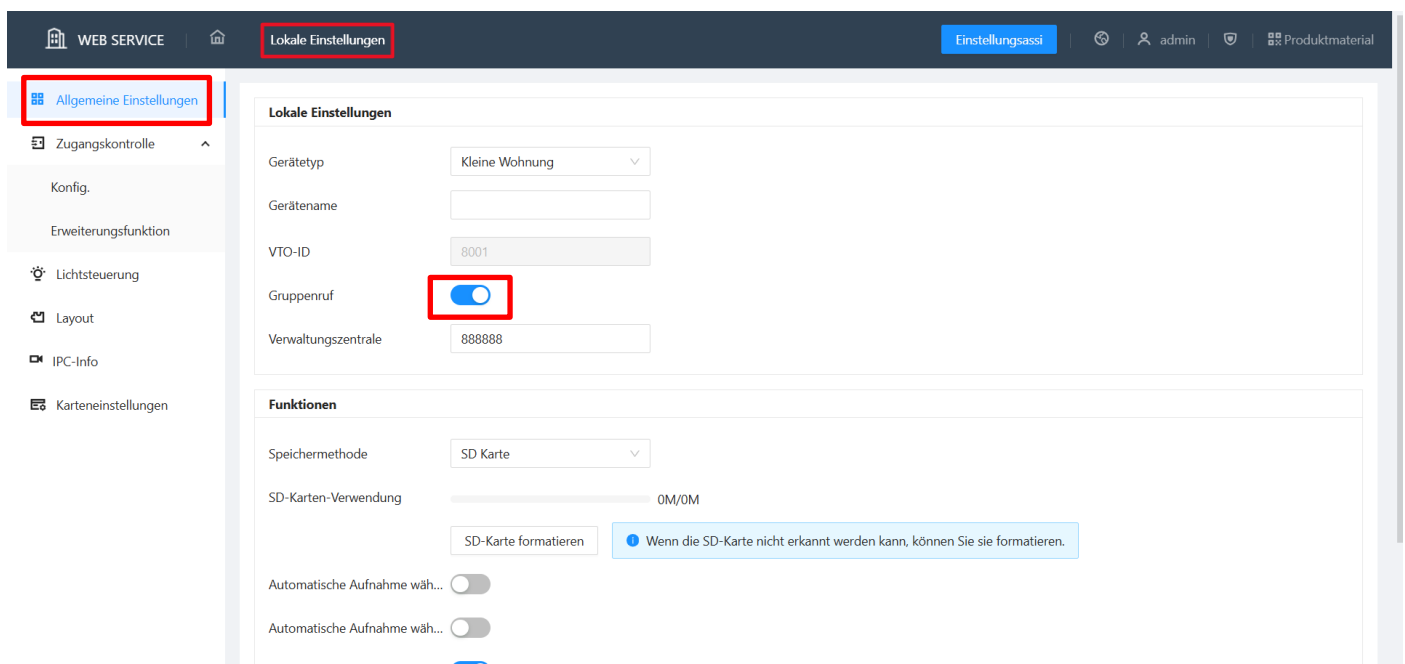 WEB SERVICE Lokale Einstellungen Einstellungsassi admin Produktmaterial
Allgemeine Einstellungen
Zugangskontrolle
Konfig.
Erweiterungsfunktion
Lichtsteuerung
Layout
IPC-Info
Karteneinstellungen
Lokale Einstellungen
Gerätetyp Kleine Wohnung
Gerätename
VTO-ID 8001
Gruppenruf
Verwaltungszentrale 888888
Funktionen
Speichermethode SD Karte
SD-Karten-Verwendung 0M/0M
SD-Karte formatieren Wenn die SD-Karte nicht erkannt werden kann, können Sie sie formatieren.
Automatische Aufnahme wäh...
Automatische Aufnahme wäh...